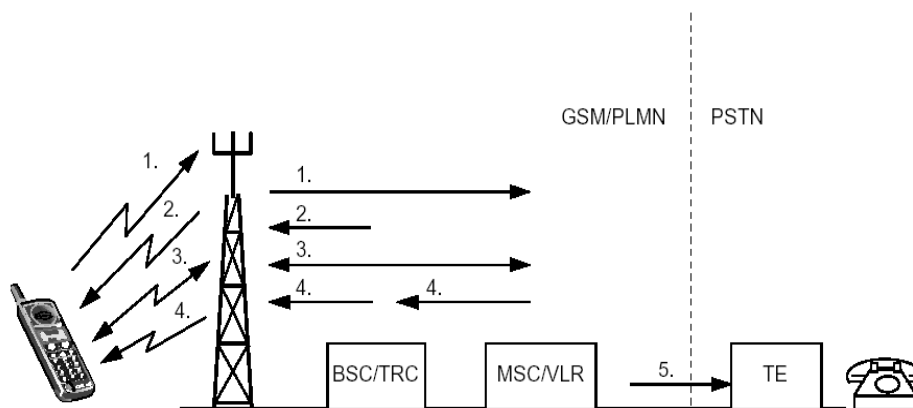 GSM/PLMN PSTN
1.
1.
2.
2.
3.
3.
4.
4.
4.
BSC/TRC
MSC/VLR
5.
TE